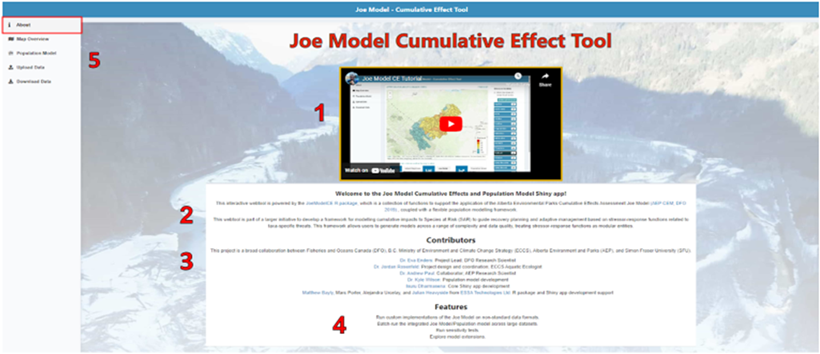 Joe Model - Cumulative Effect Tool
About
Map Overview
Population Model
Upload Data
Download Data
5
Joe Model Cumulative Effect Tool
1
Joe Model CE Tutorial
Share
Watch on YouTube
Welcome to the Joe Model Cumulative Effects and Population Model Shiny app!
2
This interactive webtool is powered by the JoeModelCE R-package, which is a collection of functions to support the application of the Alberta Environmental Parks Cumulative Effects Assessment Joe Model (AEP-CEM, DFO
2019), coupled with a flexible population modelling framework.
This webtool is part of a larger initiative to develop a framework for modelling cumulative impacts to Species at Risk (SAR) to guide recovery planning and adaptive management based on stressor-response functions related to
taxa specific threats. This framework allows users to generate models across a range of complexity and data quality, treating stressor-response functions as modular entities.
Contributors
3
This project is a broad collaboration between Fisheries and Oceans Canada (DFO), B.C. Ministry of Environment and Climate Change Strategy (ECCS), Alberta Environment and Parks (AEP), and Simon Fraser University (SFU).
Dr. Eva Enders: Project Lead, DFO Research Scientist
Dr. Jordan Rosenfeld: Project design and coordination, ECCS Aquatic Ecologist
Dr. Andrew Paul: Collaborator, AEP Research Scientist
Dr. Kyle Wilson: Population model development
Core Shiny app development
Matthew Bayly, Marc Porter, Alejandra Urcelay, and Julian Heavyside from ESSA Technologies Ltd: R package and Shiny app development support
Features
4
Run custom implementations of the Joe Model on non-standard data formats.
Batch run the integrated Joe Model/Population model across large datasets.
Run sensitivity tests.
Explore model extensions.